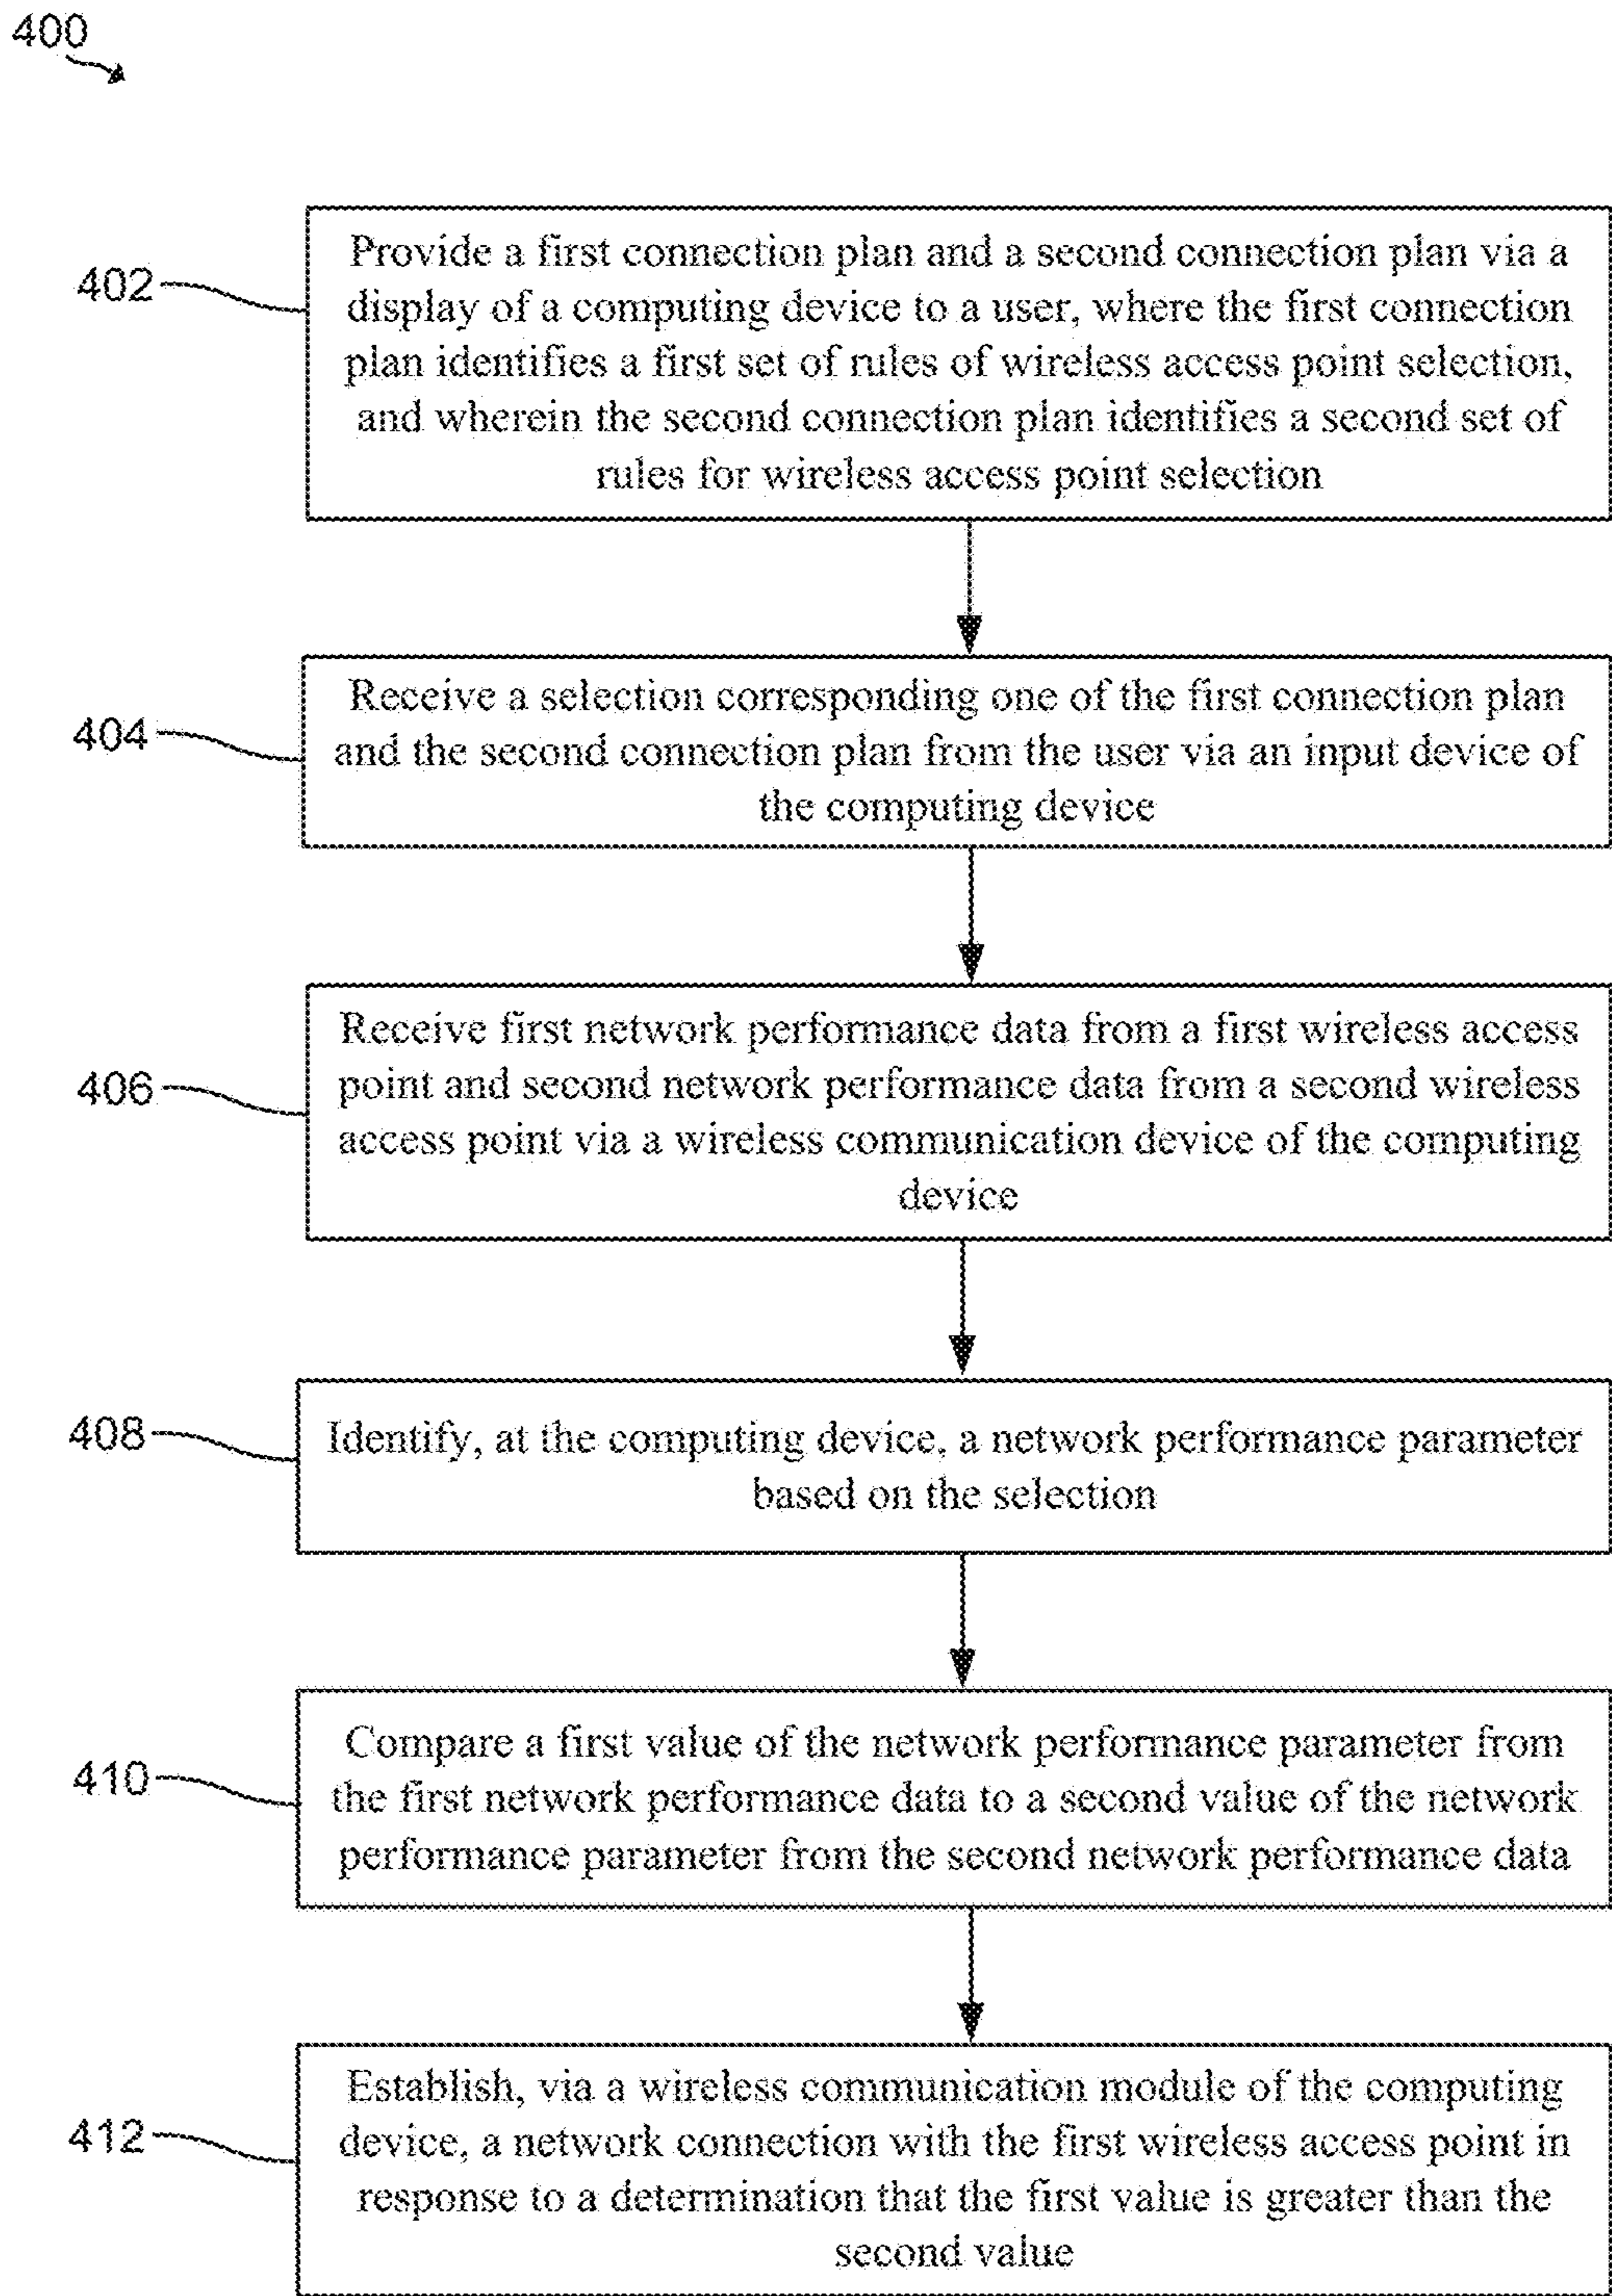 400
402
Provide a first connection plan and a second connection plan via a
display of a computing device to a user, where the first connection
plan identifies a first set of rules of wireless access point selection,
and wherein the second connection plan identifies a second set of
rules for wireless access point selection
404
Receive a selection corresponding one of the first connection plan
and the second connection plan from the user via an input device of
the computing device
406
Receive first network performance data from a first wireless access
point and second network performance data from a second wireless
access point via a wireless communication device of the computing
device
408
Identify, at the computing device, a network performance parameter
based on the selection
410
Compare a first value of the network performance parameter from
the first network performance data to a second value of the network
performance parameter from the second network performance data
412
Establish, via a wireless communication module of the computing
device, a network connection with the first wireless access point in
response to a determination that the first value is greater than the
second value